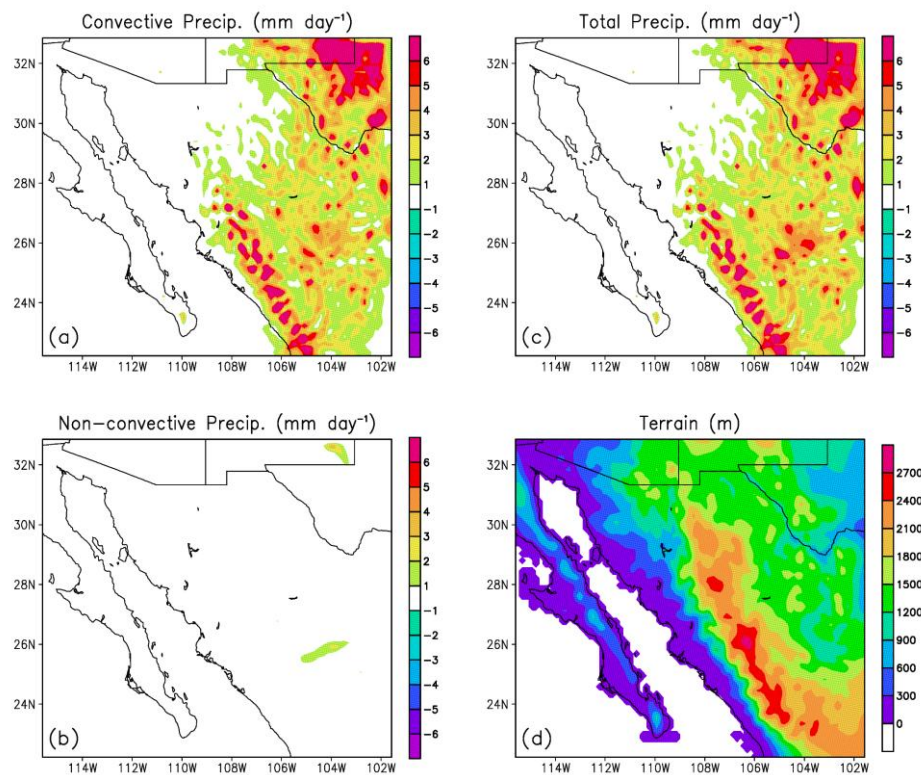 Convective Precip. (mm day⁻¹)
32N
30N
28N
26N
24N
(a)
114W 112W 110W 108W 106W 104W 102W
6
5
4
3
2
1
−1
−2
−3
−4
−5
−6
Total Precip. (mm day⁻¹)
32N
30N
28N
26N
24N
(c)
114W 112W 110W 108W 106W 104W 102W
6
5
4
3
2
1
−1
−2
−3
−4
−5
−6
Non−convective Precip. (mm day⁻¹)
32N
30N
28N
26N
24N
(b)
114W 112W 110W 108W 106W 104W 102W
6
5
4
3
2
1
−1
−2
−3
−4
−5
−6
Terrain (m)
32N
30N
28N
26N
24N
(d)
114W 112W 110W 108W 106W 104W 102W
2700
2400
2100
1800
1500
1200
900
600
300
0